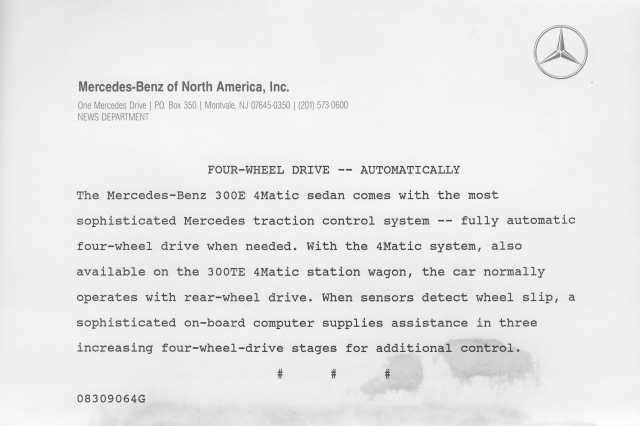 Mercedes-Benz of North America, Inc.
One Mercedes Drive | P.O. Box 350 | Montvale, NJ 07645-0350 | (201) 573-0600
NEWS DEPARTMENT
FOUR-WHEEL DRIVE -- AUTOMATICALLY
The Mercedes-Benz 300E 4Matic sedan comes with the most
sophisticated Mercedes traction control system -- fully automatic
four-wheel drive when needed. With the 4Matic system, also
available on the 300TE 4Matic station wagon, the car normally
operates with rear-wheel drive. When sensors detect wheel slip, a
sophisticated on-board computer supplies assistance in three
increasing four-wheel-drive stages for additional control.
# # #
08309064G